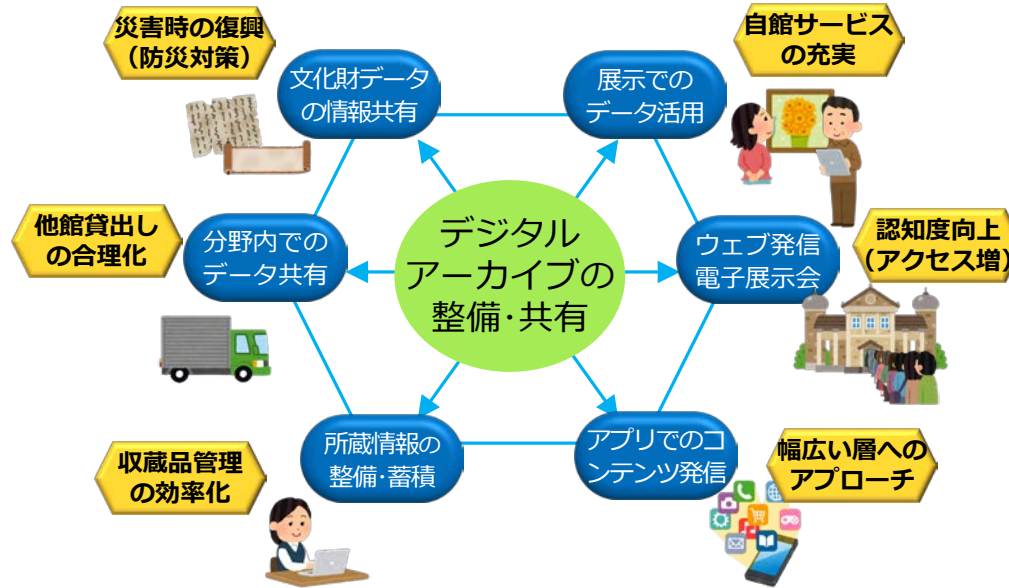 災害時の復興
（防災対策）
文化財データ
の情報共有
展示での
データ活用
自館サービス
の充実
他館貸出し
の合理化
分野内での
データ共有
デジタル
アーカイブの
整備・共有
ウェブ発信
電子展示会
認知度向上
（アクセス増）
収蔵品管理
の効率化
所蔵情報の
整備・蓄積
アプリでのコ
ンテンツ発信
幅広い層への
アプローチ